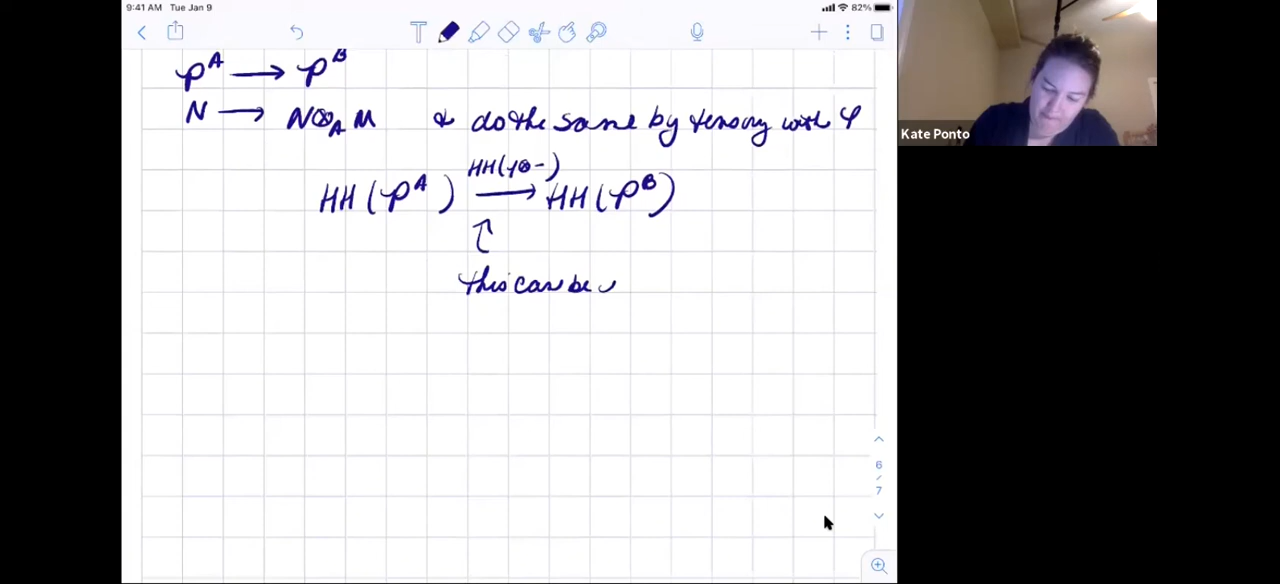 9:41 AM Tue Jan 9
82%
T
𝒫^A ⟶ 𝒫^B
N ⟶ N⊗_A M & do the same by tensoring with φ
HH(φ⊗-)
HH(𝒫^A) ⟶ HH(𝒫^B)
↑
this can be
Kate Ponto
6
/
7